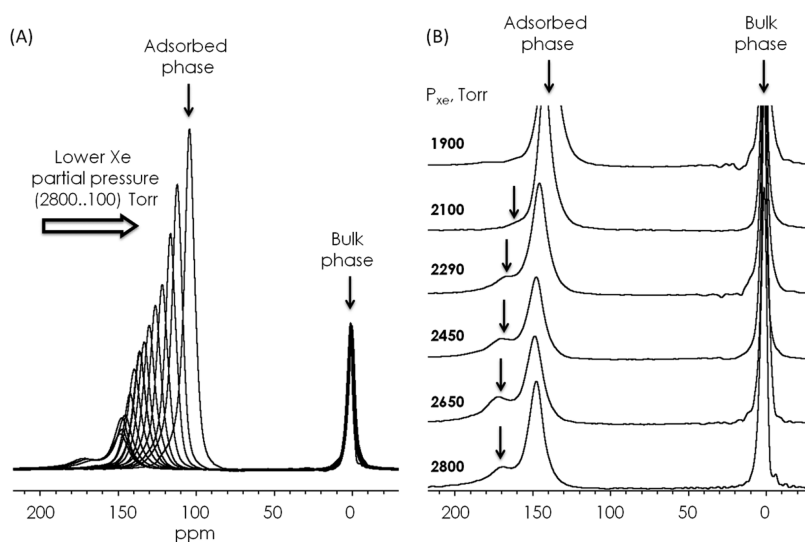 (A)
Adsorbed
phase
Lower Xe
partial pressure
(2800..100) Torr
Bulk
phase
200 150 100 50 0
ppm
(B)
Adsorbed
phase
Bulk
phase
Pxe, Torr
1900
2100
2290
2450
2650
2800
200 150 100 50 0